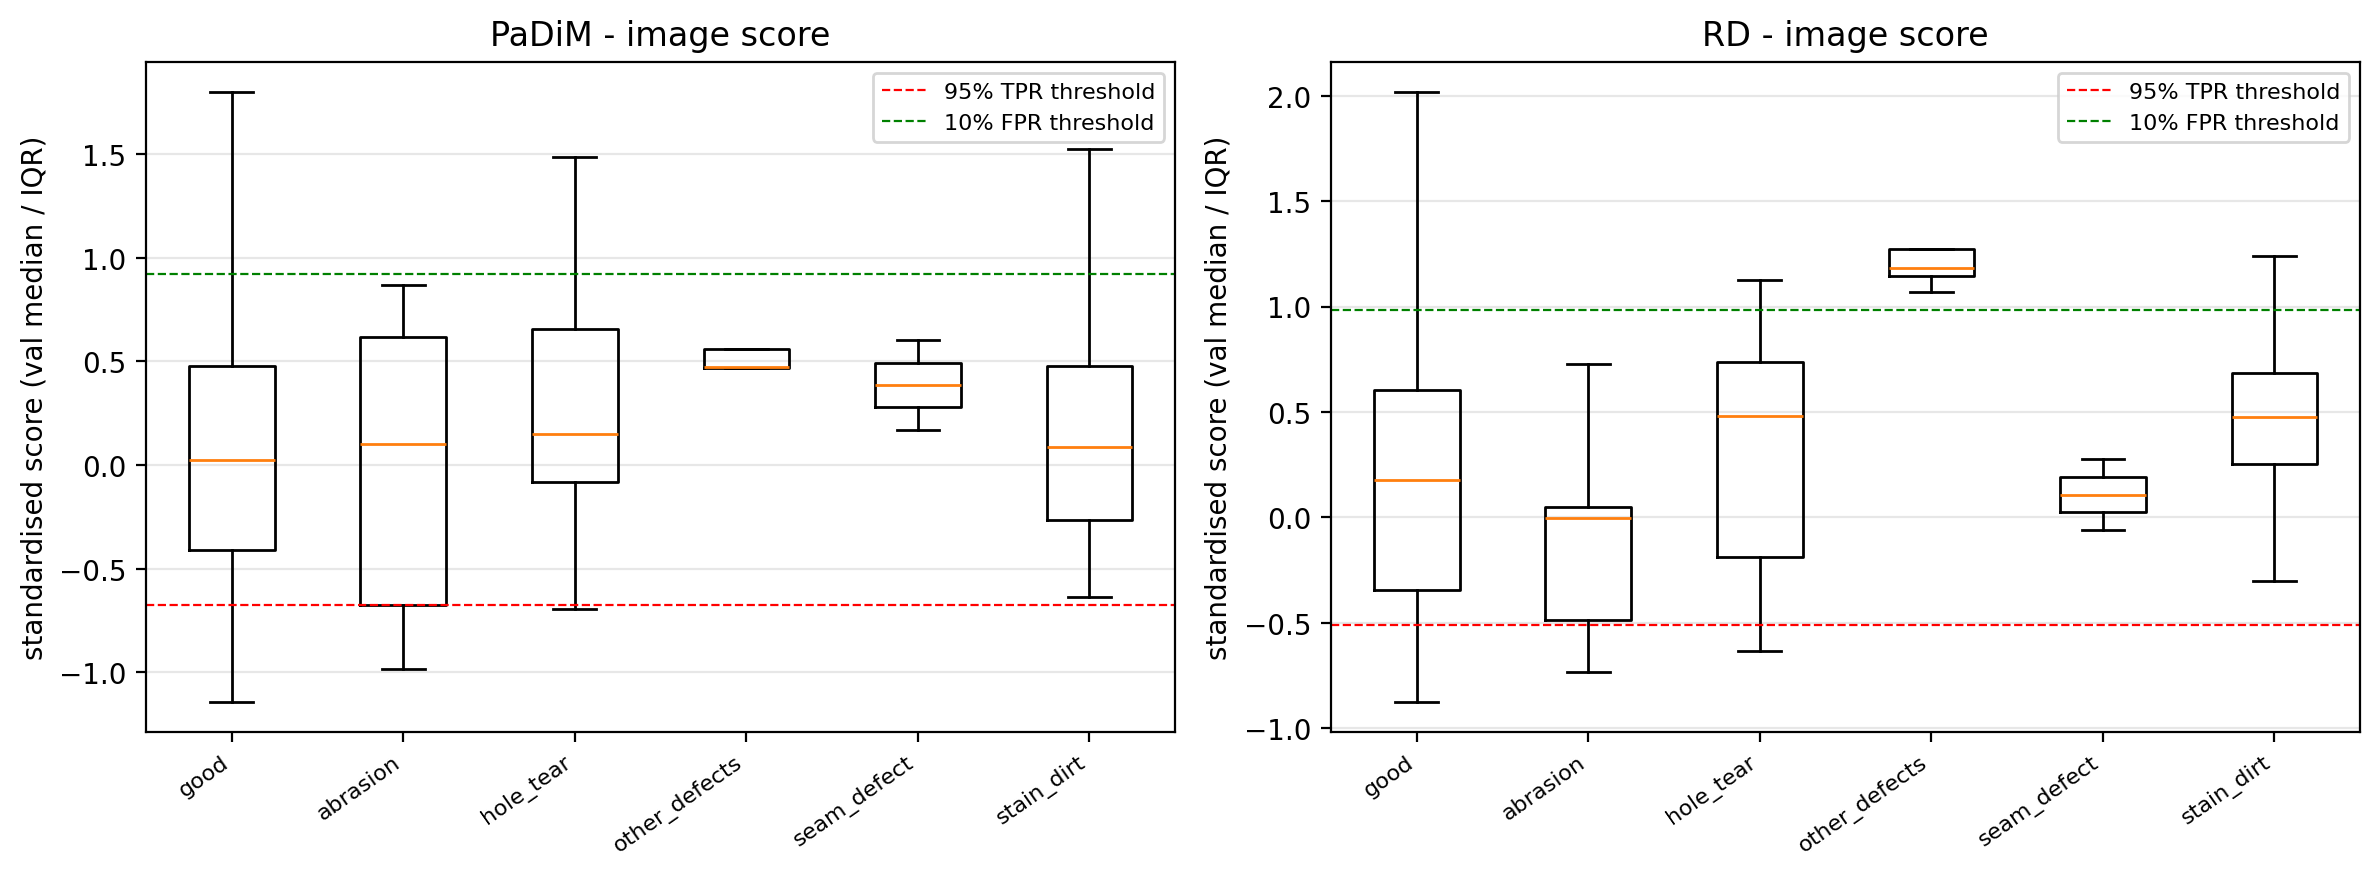 PaDiM - image score
standardised score (val median / IQR)
1.5
1.0
0.5
0.0
−0.5
−1.0
95% TPR threshold
10% FPR threshold
good
abrasion
hole_tear
other_defects
seam_defect
stain_dirt
RD - image score
standardised score (val median / IQR)
2.0
1.5
1.0
0.5
0.0
−0.5
−1.0
95% TPR threshold
10% FPR threshold
good
abrasion
hole_tear
other_defects
seam_defect
stain_dirt